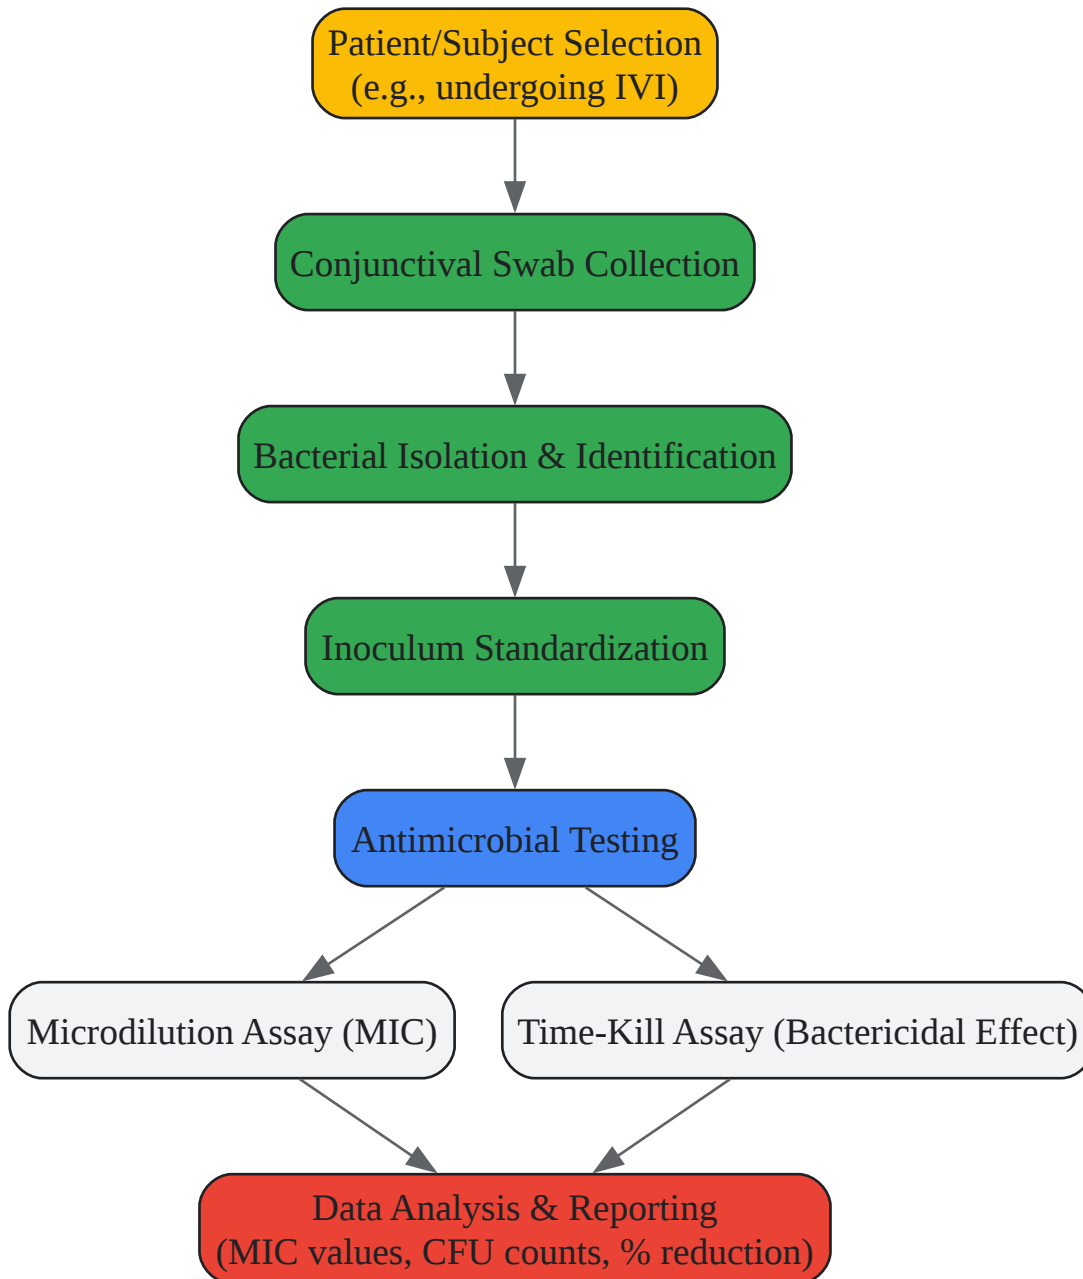 Patient/Subject Selection
(e.g., undergoing IVI)
Conjunctival Swab Collection
Bacterial Isolation & Identification
Inoculum Standardization
Antimicrobial Testing
Microdilution Assay (MIC)
Time-Kill Assay (Bactericidal Effect)
Data Analysis & Reporting
(MIC values, CFU counts, % reduction)